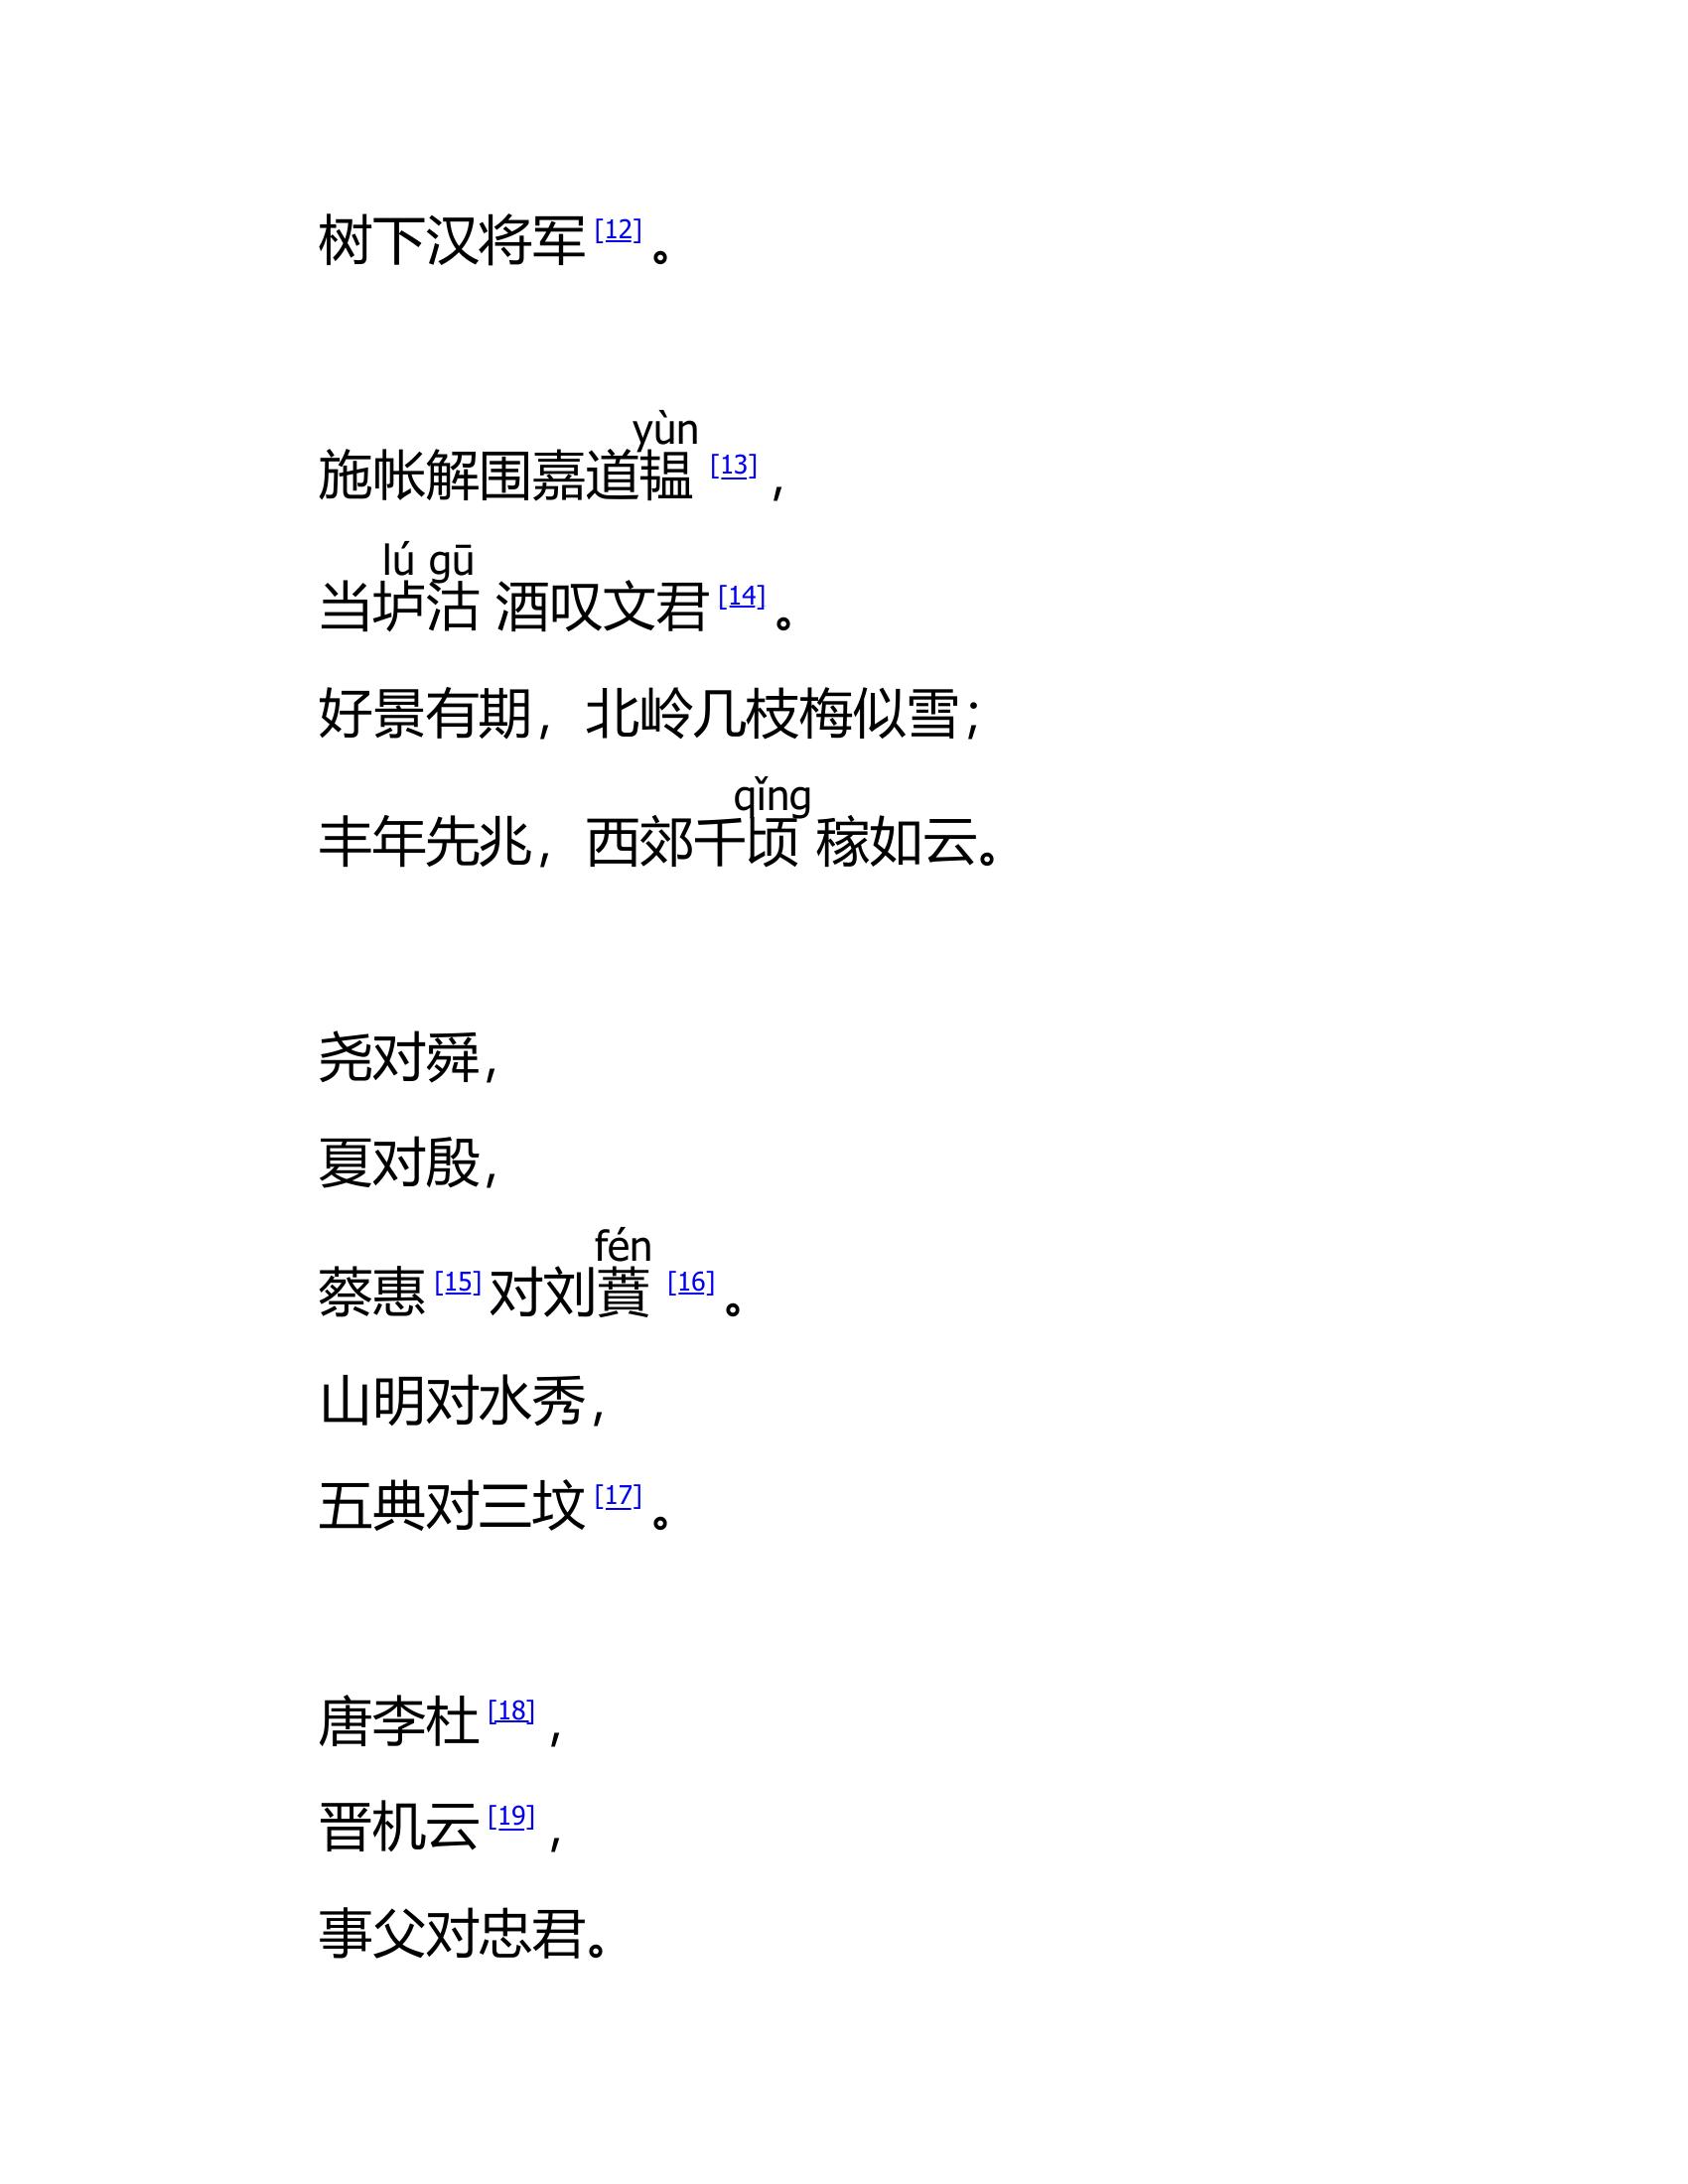 树下汉将军[12]。
yùn
施帐解围嘉道韫[13]，
lú gū
当垆沽 酒叹文君[14]。
好景有期，北岭几枝梅似雪；
qǐng
丰年先兆，西郊千顷 稼如云。
尧对舜，
夏对殷，
fén
蔡惠[15]对刘蕡[16]。
山明对水秀，
五典对三坟[17]。
唐李杜[18]，
晋机云[19]，
事父对忠君。